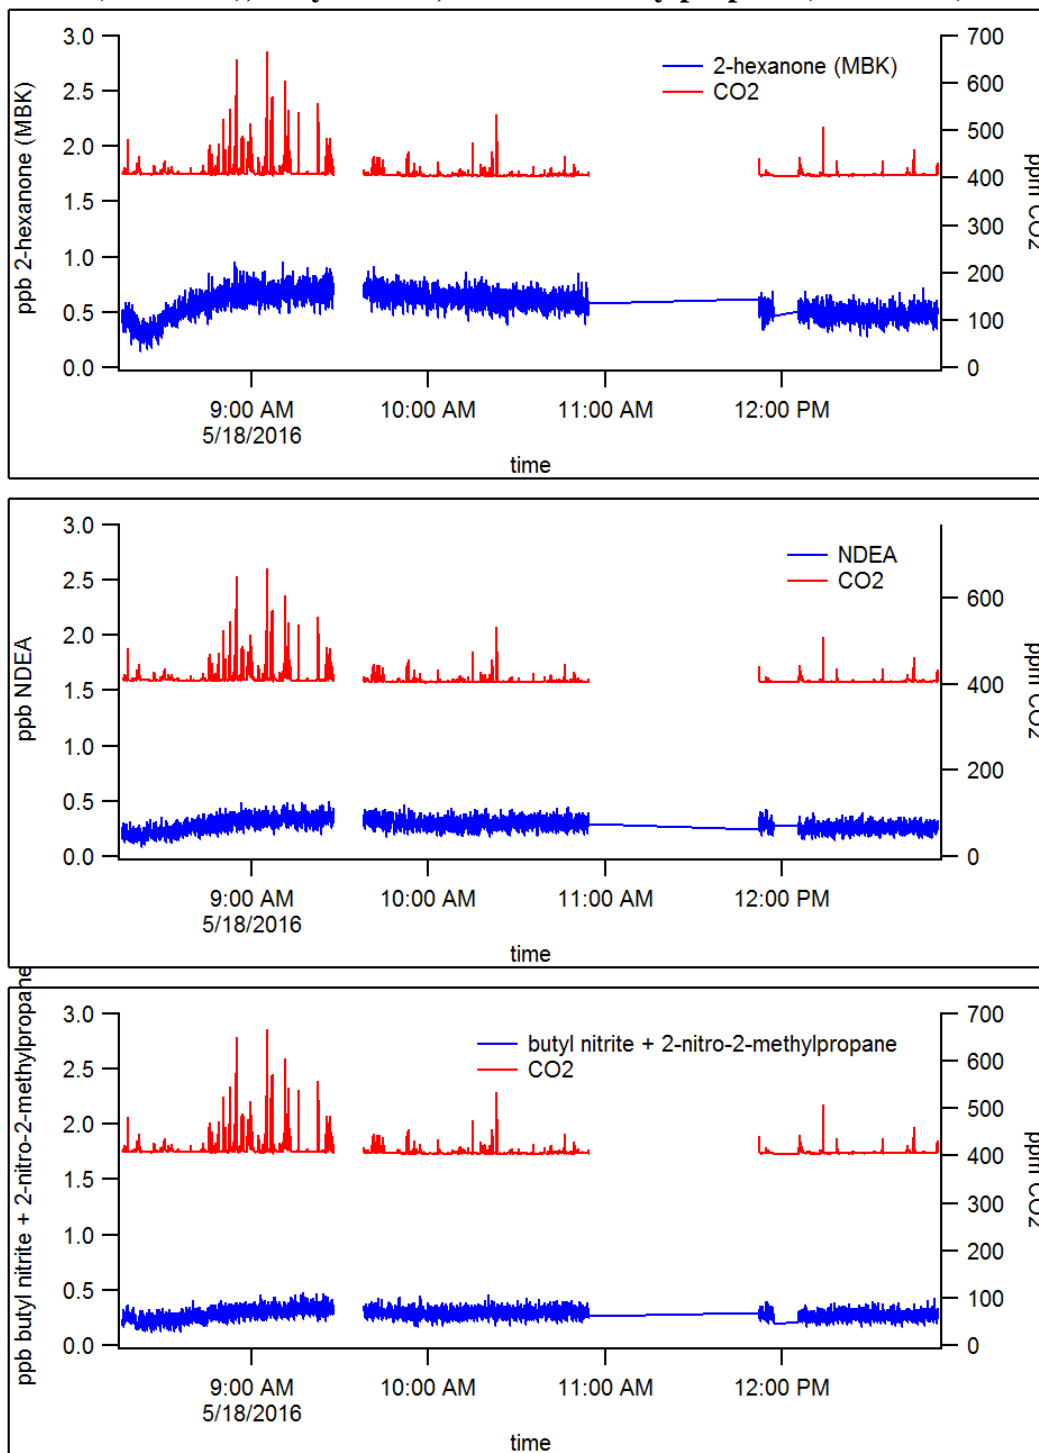 3.0
2.5
2.0
1.5
1.0
0.5
0.0
ppb 2-hexanone (MBK)
2-hexanone (MBK)
CO2
700
600
500
400
300
200
100
0
ppm CO2
9:00 AM
5/18/2016
10:00 AM
11:00 AM
12:00 PM
time
3.0
2.5
2.0
1.5
1.0
0.5
0.0
ppb NDEA
NDEA
CO2
600
400
200
0
ppm CO2
9:00 AM
5/18/2016
10:00 AM
11:00 AM
12:00 PM
time
3.0
2.5
2.0
1.5
1.0
0.5
0.0
ppb butyl nitrite + 2-nitro-2-methylpropane
butyl nitrite + 2-nitro-2-methylpropane
CO2
700
600
500
400
300
200
100
0
ppm CO2
9:00 AM
5/18/2016
10:00 AM
11:00 AM
12:00 PM
time